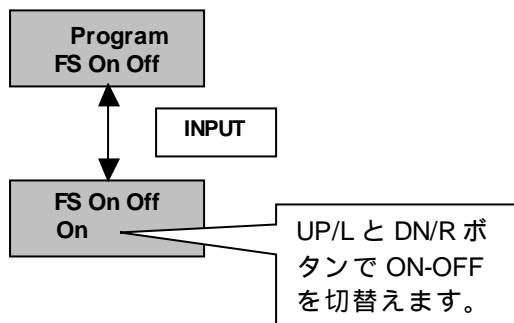 Program
FS On Off
INPUT
FS On Off
On
UP/L と DN/R ボ
タンで ON-OFF
を切替えます。